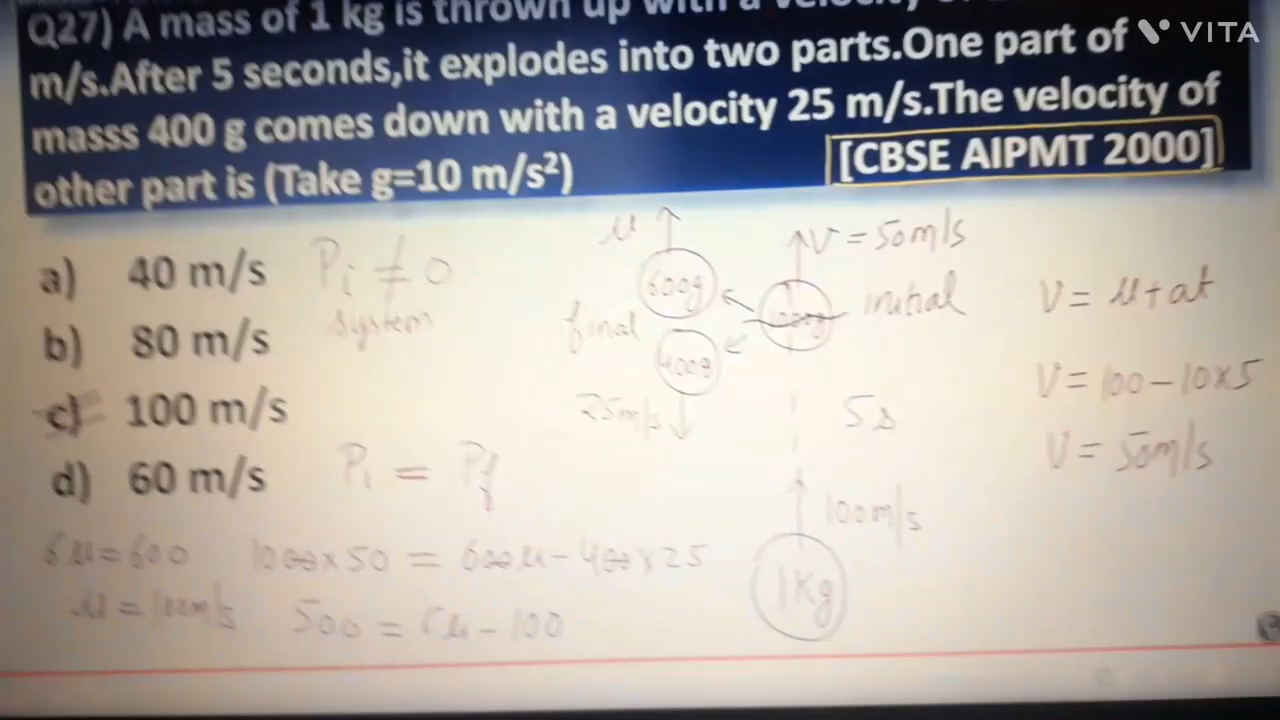 Q27) A mass of 1 kg is thrown up with a velocity of
m/s.After 5 seconds,it explodes into two parts.One part of
masss 400 g comes down with a velocity 25 m/s.The velocity of
other part is (Take g=10 m/s²)
[CBSE AIPMT 2000]
VITA
a) 40 m/s
b) 80 m/s
c) 100 m/s
d) 60 m/s
Pi ≠ 0
system
u
600g
final
400g
25m/s
V = 50m/s
initial
5s
100m/s
1Kg
V = u + at
V = 100 – 10×5
V = 50m/s
Pi = Pf
1000×50 = 600u – 400×25
500 = 6u – 100
6u = 600
u = 100m/s